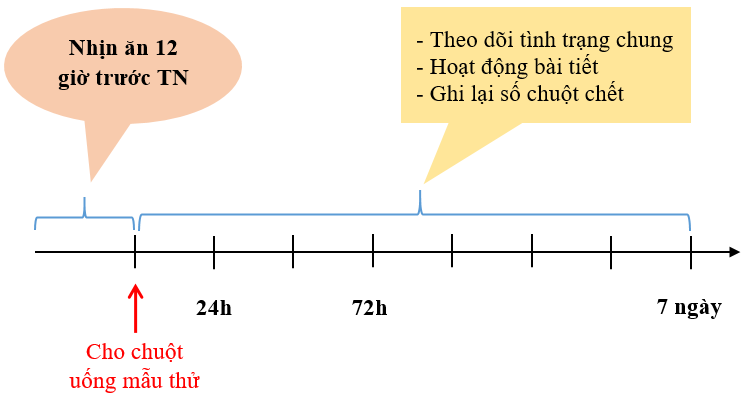 Nhịn ăn 12
giờ trước TN
- Theo dõi tình trạng chung
- Hoạt động bài tiết
- Ghi lại số chuột chết
24h
72h
7 ngày
Cho chuột
uống mẫu thử